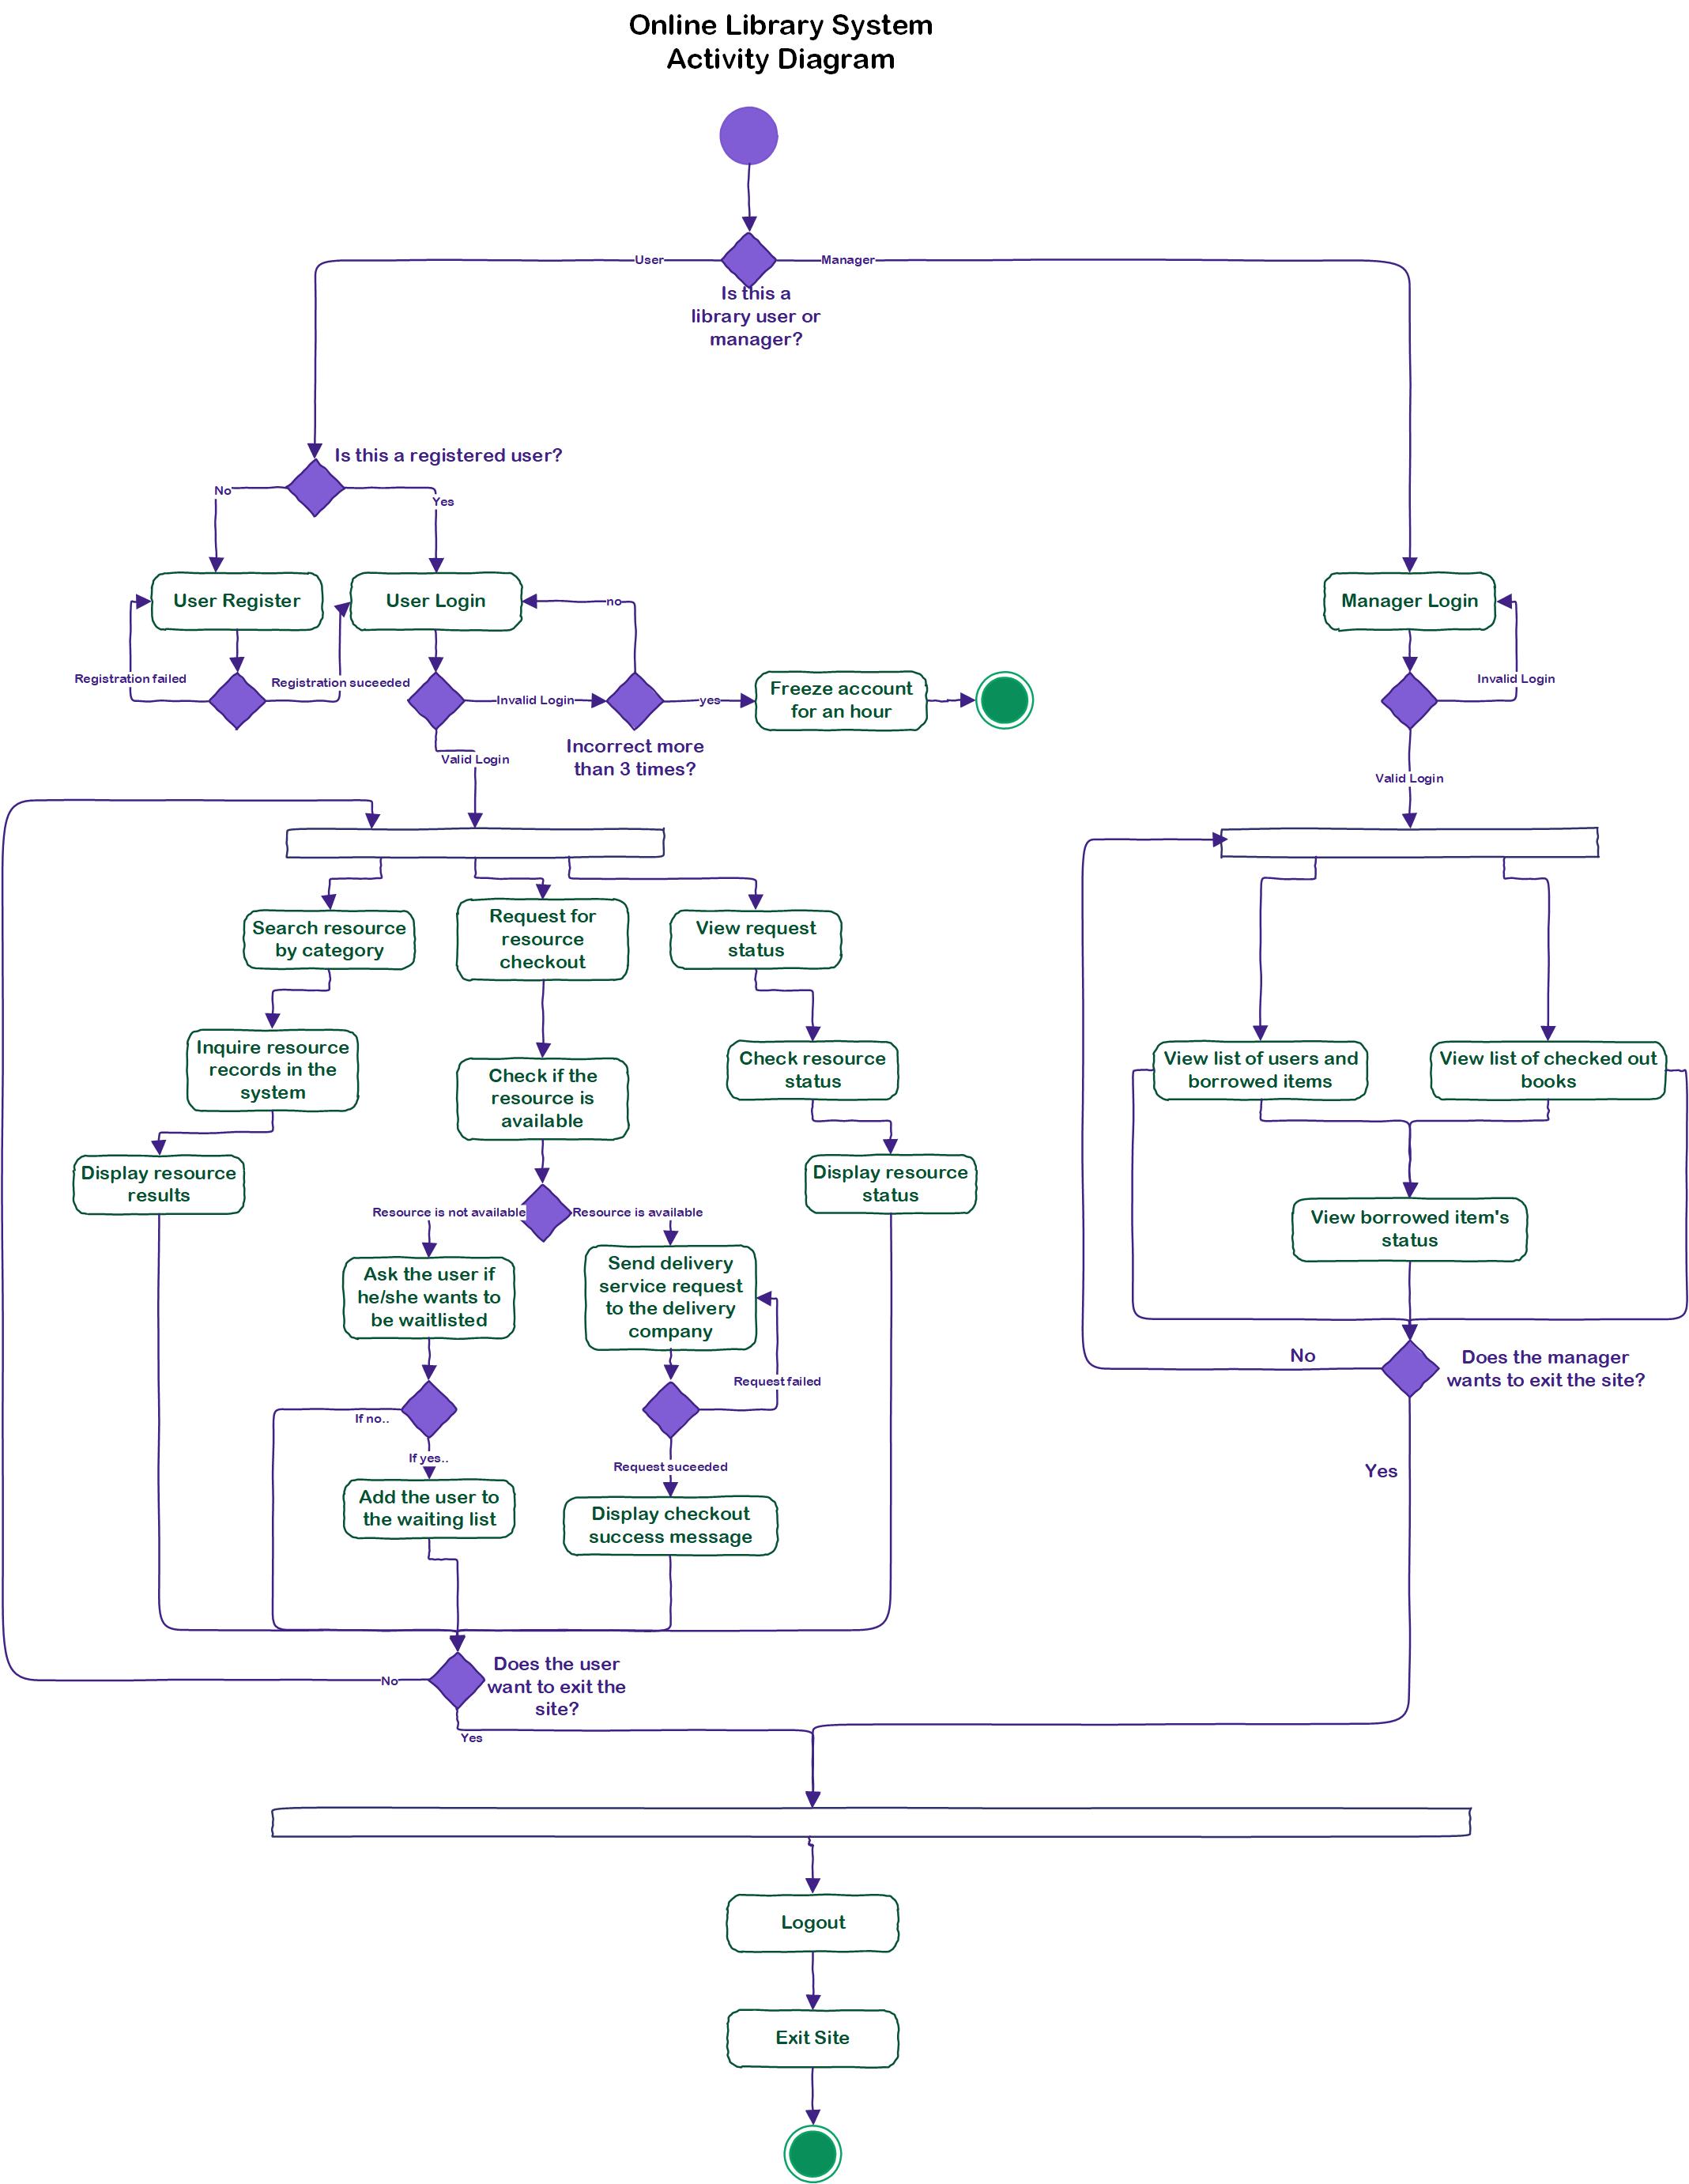 Online Library System
Activity Diagram
User
Manager
Is this a
library user or
manager?
Is this a registered user?
No
Yes
User Register
User Login
no
Manager Login
Registration failed
Registration suceeded
Invalid Login
yes
Freeze account
for an hour
Invalid Login
Incorrect more
than 3 times?
Valid Login
Valid Login
Search resource
by category
Request for
resource
checkout
View request
status
Inquire resource
records in the
system
Check if the
resource is
available
Check resource
status
View list of users and
borrowed items
View list of checked out
books
Display resource
results
Display resource
status
Resource is not available
Resource is available
View borrowed item's
status
Ask the user if
he/she wants to
be waitlisted
Send delivery
service request
to the delivery
company
No
Does the manager
wants to exit the site?
Request failed
If no..
If yes..
Request suceeded
Yes
Add the user to
the waiting list
Display checkout
success message
Does the user
want to exit the
site?
No
Yes
Logout
Exit Site